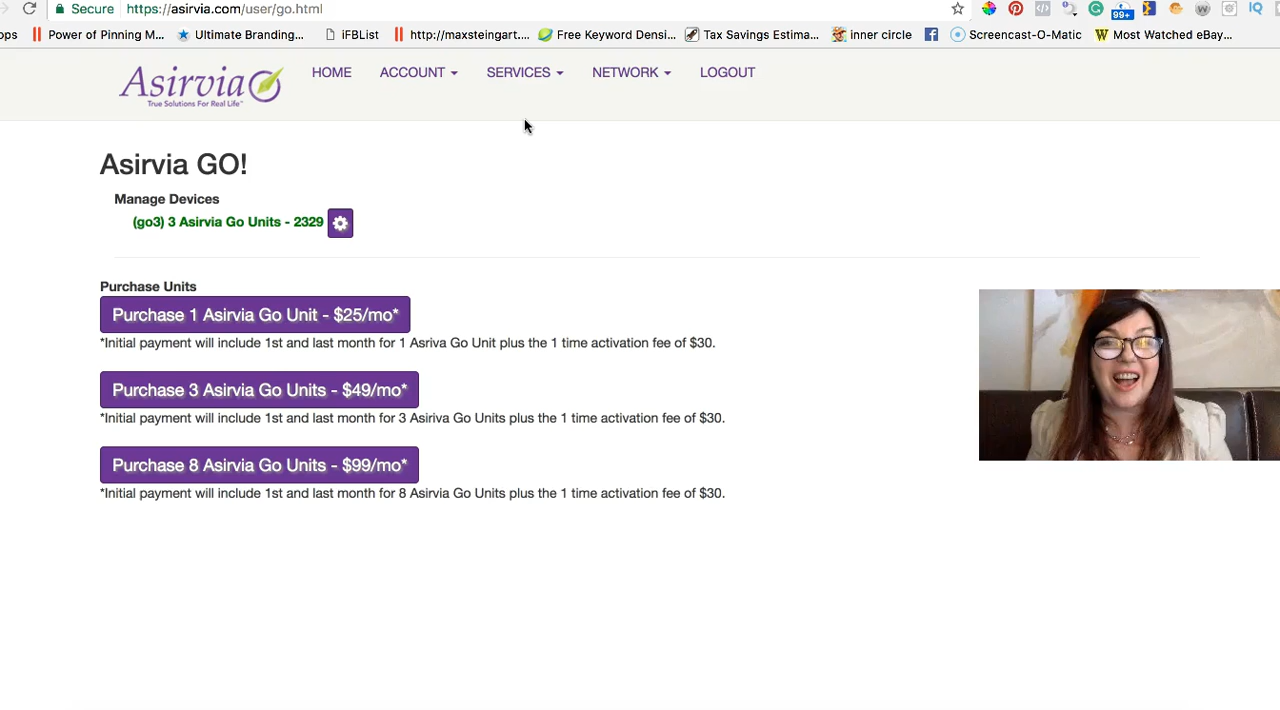 Secure https://asirvia.com/user/go.html
99+
ops Power of Pinning M... Ultimate Branding... iFBList http://maxsteingart.... Free Keyword Densi... Tax Savings Estima... inner circle Screencast-O-Matic Most Watched eBay...
Asirvia HOME ACCOUNT SERVICES NETWORK LOGOUT
True Solutions For Real Life™
Asirvia GO!
Manage Devices
(go3) 3 Asirvia Go Units - 2329
Purchase Units
Purchase 1 Asirvia Go Unit - $25/mo*
*Initial payment will include 1st and last month for 1 Asriva Go Unit plus the 1 time activation fee of $30.
Purchase 3 Asirvia Go Units - $49/mo*
*Initial payment will include 1st and last month for 3 Asiriva Go Units plus the 1 time activation fee of $30.
Purchase 8 Asirvia Go Units - $99/mo*
*Initial payment will include 1st and last month for 8 Asirvia Go Units plus the 1 time activation fee of $30.